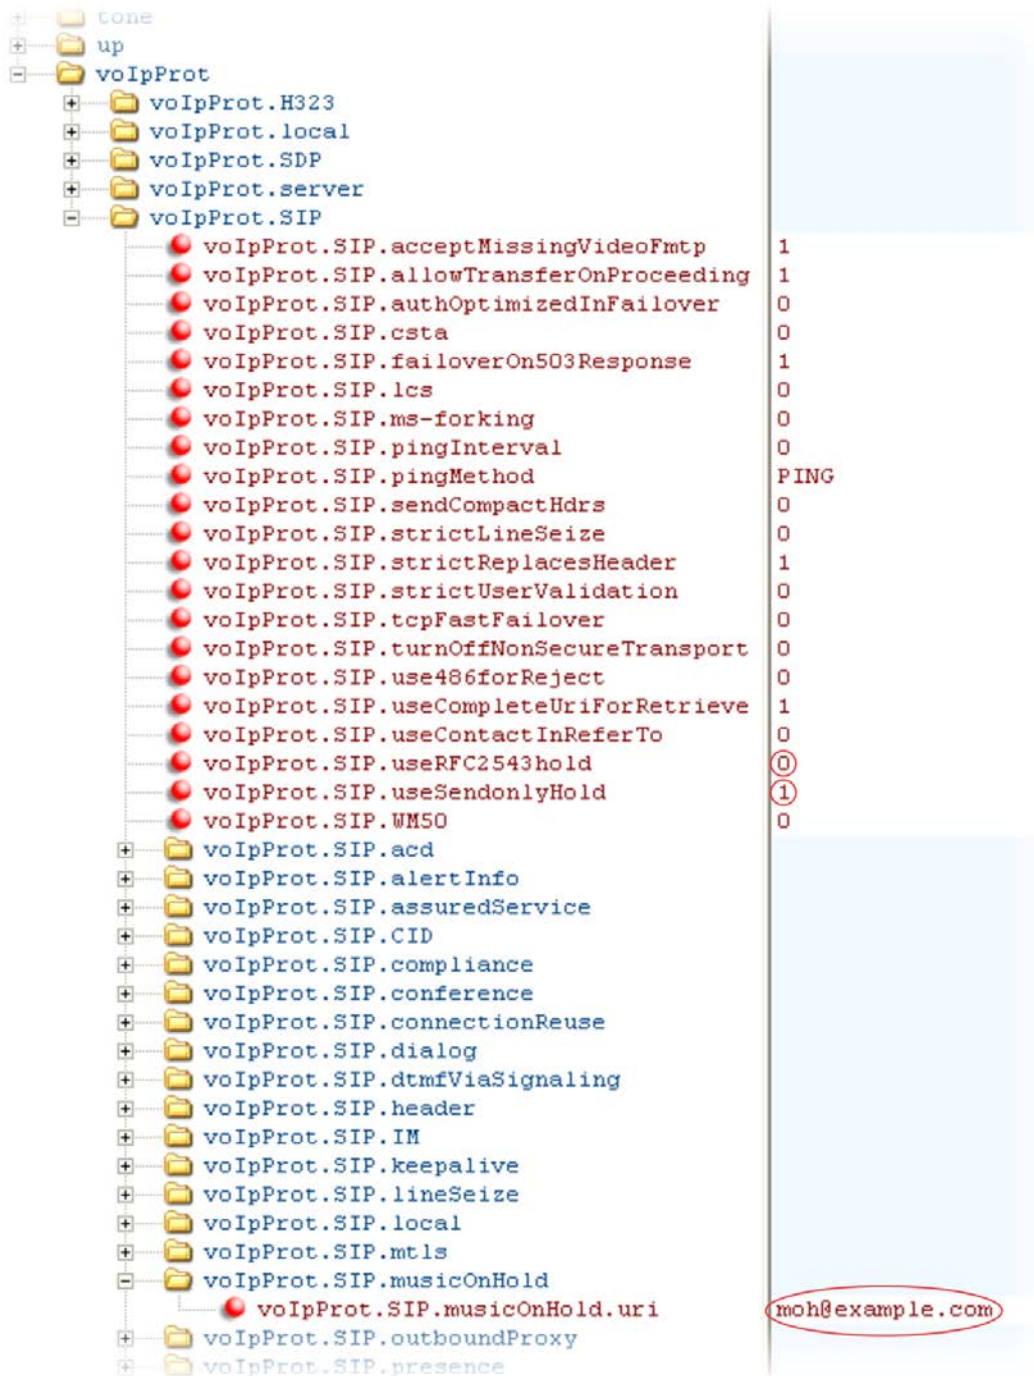 tone
up
voIpProt
voIpProt.H323
voIpProt.local
voIpProt.SDP
voIpProt.server
voIpProt.SIP
voIpProt.SIP.acceptMissingVideoFmtp 1
voIpProt.SIP.allowTransferOnProceeding 1
voIpProt.SIP.authOptimizedInFailover 0
voIpProt.SIP.csta 0
voIpProt.SIP.failoverOn503Response 1
voIpProt.SIP.lcs 0
voIpProt.SIP.ms-forking 0
voIpProt.SIP.pingInterval 0
voIpProt.SIP.pingMethod PING
voIpProt.SIP.sendCompactHdrs 0
voIpProt.SIP.strictLineSeize 0
voIpProt.SIP.strictReplacesHeader 1
voIpProt.SIP.strictUserValidation 0
voIpProt.SIP.tcpFastFailover 0
voIpProt.SIP.turnOffNonSecureTransport 0
voIpProt.SIP.use486forReject 0
voIpProt.SIP.useCompleteUriForRetrieve 1
voIpProt.SIP.useContactInReferTo 0
voIpProt.SIP.useRFC2543hold 0
voIpProt.SIP.useSendonlyHold 1
voIpProt.SIP.WM50 0
voIpProt.SIP.acd
voIpProt.SIP.alertInfo
voIpProt.SIP.assuredService
voIpProt.SIP.CID
voIpProt.SIP.compliance
voIpProt.SIP.conference
voIpProt.SIP.connectionReuse
voIpProt.SIP.dialog
voIpProt.SIP.dtmfViaSignaling
voIpProt.SIP.header
voIpProt.SIP.IM
voIpProt.SIP.keepalive
voIpProt.SIP.lineSeize
voIpProt.SIP.local
voIpProt.SIP.mtls
voIpProt.SIP.musicOnHold
voIpProt.SIP.musicOnHold.uri moh@example.com
voIpProt.SIP.outboundProxy
voIpProt.SIP.presence